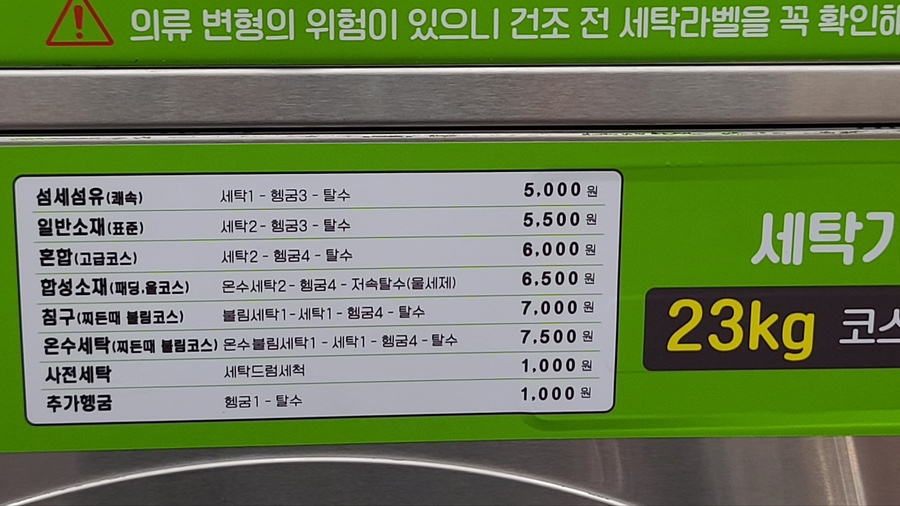 의류 변형의 위험이 있으니 건조 전 세탁라벨을 꼭 확인해
섬세섬유(쾌속) 세탁1 - 헹굼3 - 탈수 5,000 원
일반소재(표준) 세탁2 - 헹굼3 - 탈수 5,500 원
혼합(고급코스) 세탁2 - 헹굼4 - 탈수 6,000 원
합성소재(패딩.울코스) 온수세탁2 - 헹굼4 - 저속탈수(울세제) 6,500 원
침구(찌든때 불림코스) 불림세탁1 - 세탁1 - 헹굼4 - 탈수 7,000 원
온수세탁(찌든때 불림코스) 온수불림세탁1 - 세탁1 - 헹굼4 - 탈수 7,500 원
사전세탁 세탁드럼세척 1,000 원
추가헹굼 헹굼1 - 탈수 1,000 원
세탁기
23kg 코스